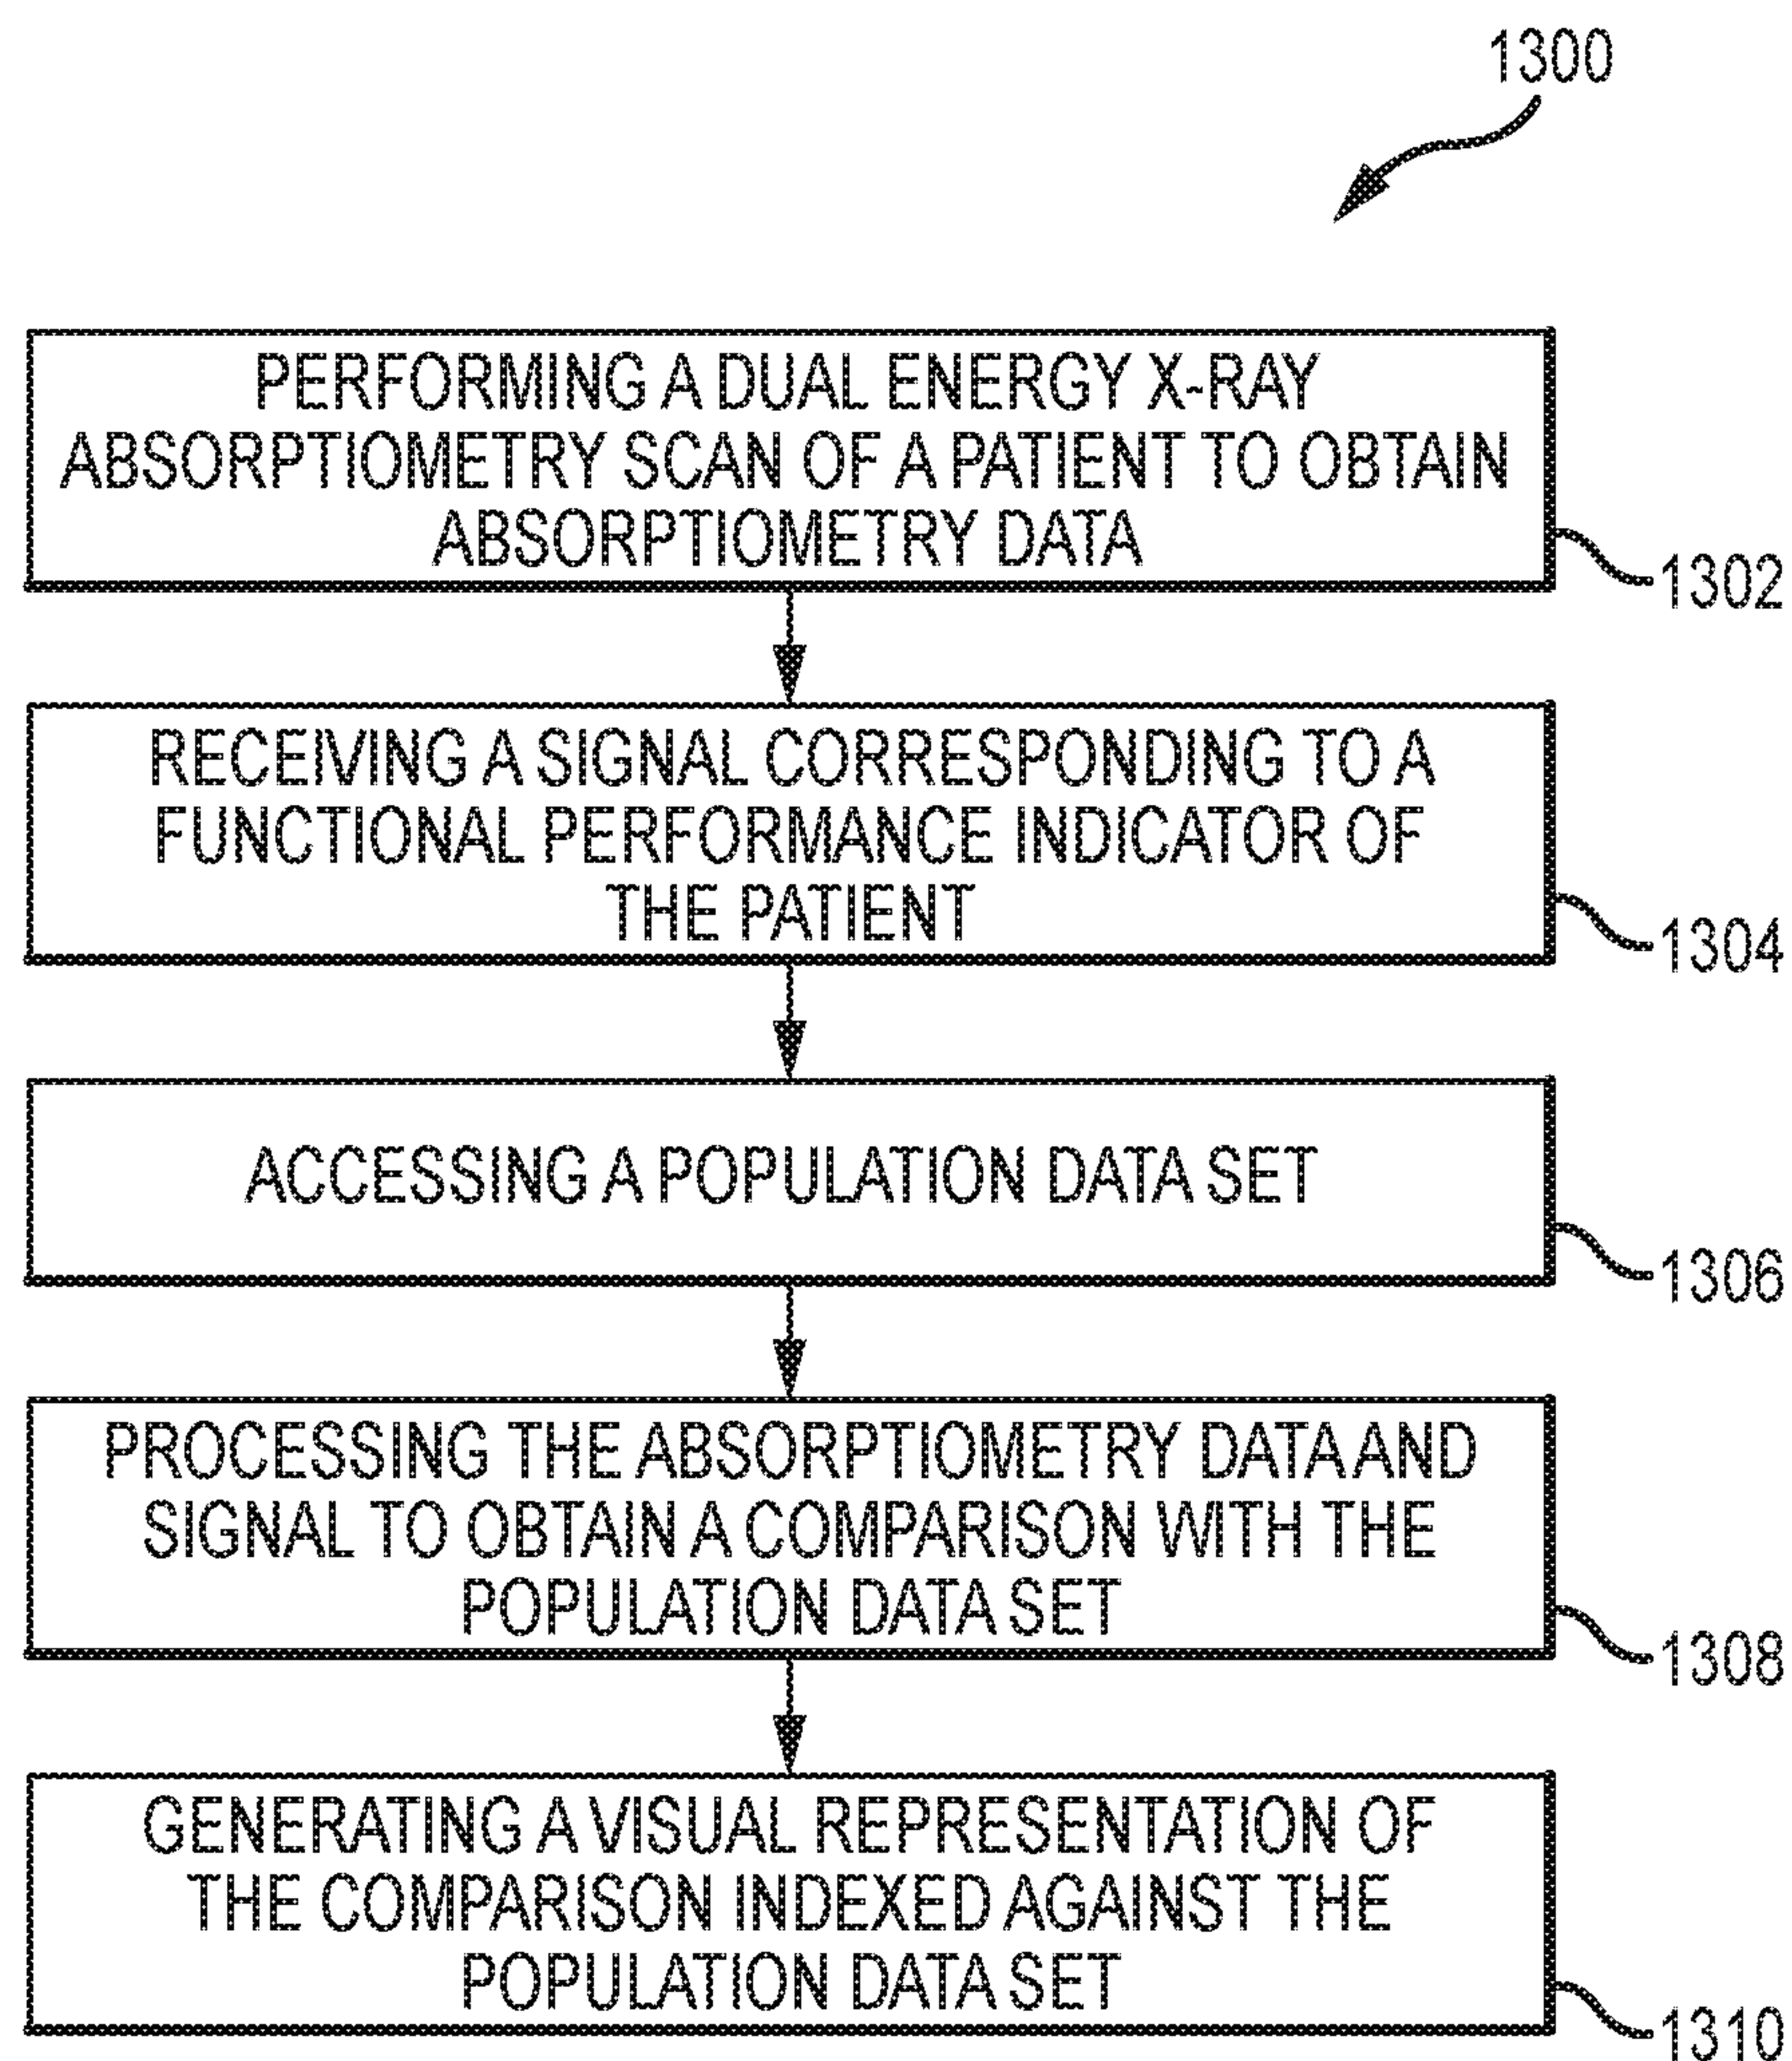 1300
PERFORMING A DUAL ENERGY X-RAY
ABSORPTIOMETRY SCAN OF A PATIENT TO OBTAIN
ABSORPTIOMETRY DATA
1302
RECEIVING A SIGNAL CORRESPONDING TO A
FUNCTIONAL PERFORMANCE INDICATOR OF
THE PATIENT
1304
ACCESSING A POPULATION DATA SET
1306
PROCESSING THE ABSORPTIOMETRY DATA AND
SIGNAL TO OBTAIN A COMPARISON WITH THE
POPULATION DATA SET
1308
GENERATING A VISUAL REPRESENTATION OF
THE COMPARISON INDEXED AGAINST THE
POPULATION DATA SET
1310